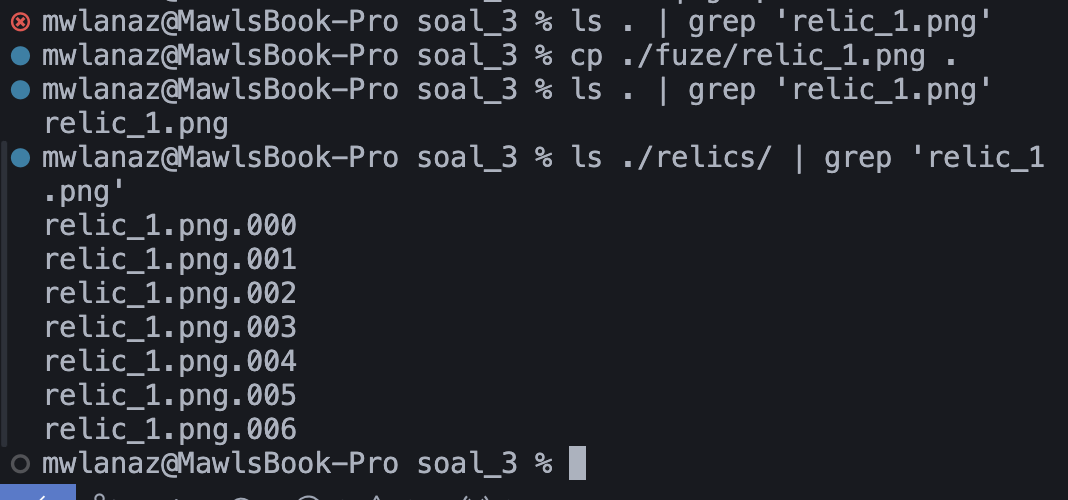 mwlanaz@MawlsBook-Pro soal_3 % ls . | grep 'relic_1.png'
mwlanaz@MawlsBook-Pro soal_3 % cp ./fuze/relic_1.png .
mwlanaz@MawlsBook-Pro soal_3 % ls . | grep 'relic_1.png'
relic_1.png
mwlanaz@MawlsBook-Pro soal_3 % ls ./relics/ | grep 'relic_1
.png'
relic_1.png.000
relic_1.png.001
relic_1.png.002
relic_1.png.003
relic_1.png.004
relic_1.png.005
relic_1.png.006
mwlanaz@MawlsBook-Pro soal_3 %